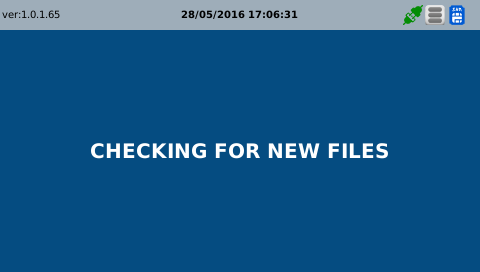 ver:1.0.1.65
28/05/2016 17:06:31
CHECKING FOR NEW FILES